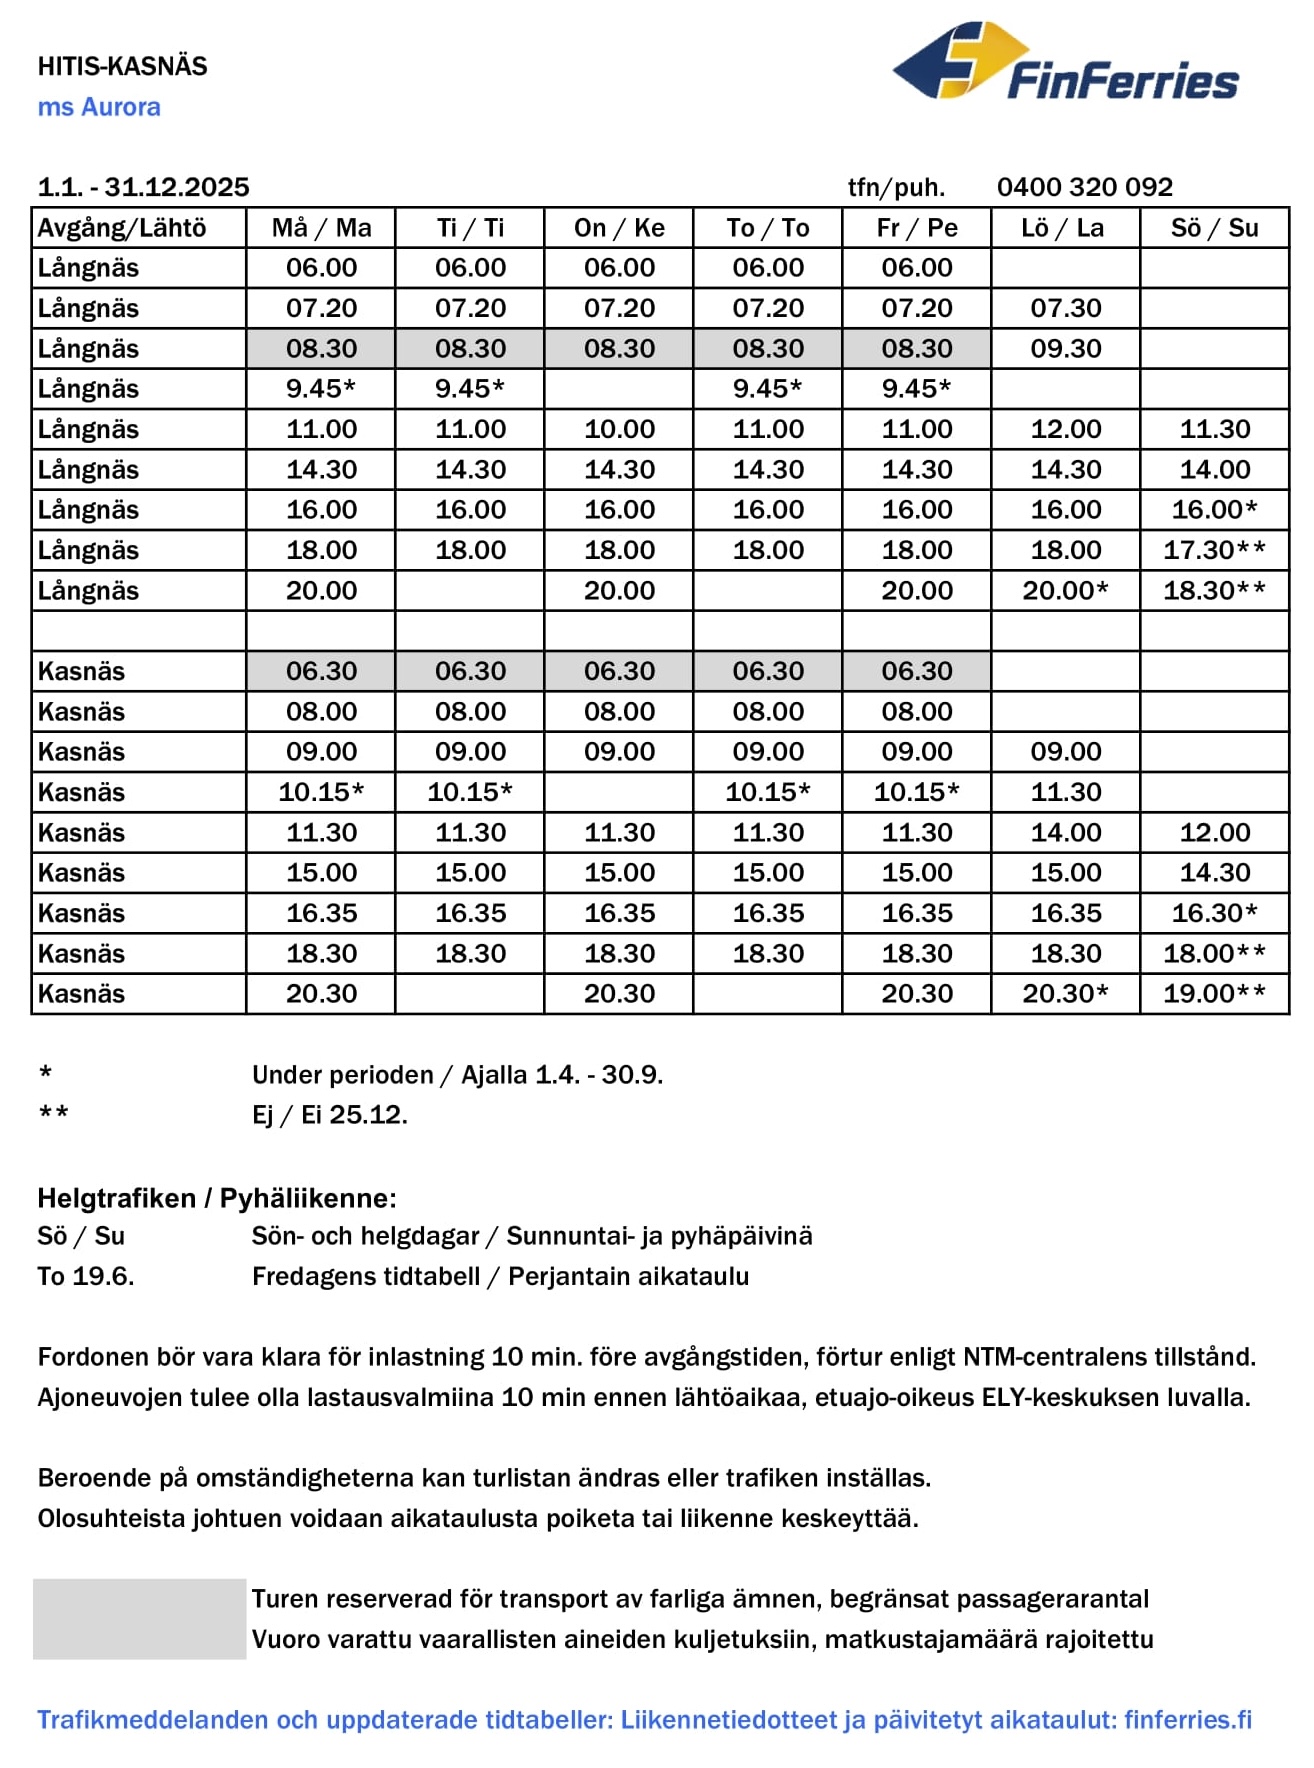 HITIS-KASNÄS
FinFerries
ms Aurora
1.1. - 31.12.2025 tfn/puh. 0400 320 092
Avgång/Lähtö Må / Ma Ti / Ti On / Ke To / To Fr / Pe Lö / La Sö / Su
Långnäs 06.00 06.00 06.00 06.00 06.00
Långnäs 07.20 07.20 07.20 07.20 07.20 07.30
Långnäs 08.30 08.30 08.30 08.30 08.30 09.30
Långnäs 9.45* 9.45* 9.45* 9.45*
Långnäs 11.00 11.00 10.00 11.00 11.00 12.00 11.30
Långnäs 14.30 14.30 14.30 14.30 14.30 14.30 14.00
Långnäs 16.00 16.00 16.00 16.00 16.00 16.00 16.00*
Långnäs 18.00 18.00 18.00 18.00 18.00 18.00 17.30**
Långnäs 20.00 20.00 20.00 20.00* 18.30**
Kasnäs 06.30 06.30 06.30 06.30 06.30
Kasnäs 08.00 08.00 08.00 08.00 08.00
Kasnäs 09.00 09.00 09.00 09.00 09.00 09.00
Kasnäs 10.15* 10.15* 10.15* 10.15* 11.30
Kasnäs 11.30 11.30 11.30 11.30 11.30 14.00 12.00
Kasnäs 15.00 15.00 15.00 15.00 15.00 15.00 14.30
Kasnäs 16.35 16.35 16.35 16.35 16.35 16.35 16.30*
Kasnäs 18.30 18.30 18.30 18.30 18.30 18.30 18.00**
Kasnäs 20.30 20.30 20.30 20.30* 19.00**
* Under perioden / Ajalla 1.4. - 30.9.
** Ej / Ei 25.12.
Helgtrafiken / Pyhäliikenne:
Sö / Su Sön- och helgdagar / Sunnuntai- ja pyhäpäivinä
To 19.6. Fredagens tidtabell / Perjantain aikataulu
Fordonen bör vara klara för inlastning 10 min. före avgångstiden, förtur enligt NTM-centralens tillstånd.
Ajoneuvojen tulee olla lastausvalmiina 10 min ennen lähtöaikaa, etuajo-oikeus ELY-keskuksen luvalla.
Beroende på omständigheterna kan turlistan ändras eller trafiken inställas.
Olosuhteista johtuen voidaan aikataulusta poiketa tai liikenne keskeyttää.
Turen reserverad för transport av farliga ämnen, begränsat passagerarantal
Vuoro varattu vaarallisten aineiden kuljetuksiin, matkustajamäärä rajoitettu
Trafikmeddelanden och uppdaterade tidtabeller: Liikennetiedotteet ja päivitetyt aikataulut: finferries.fi